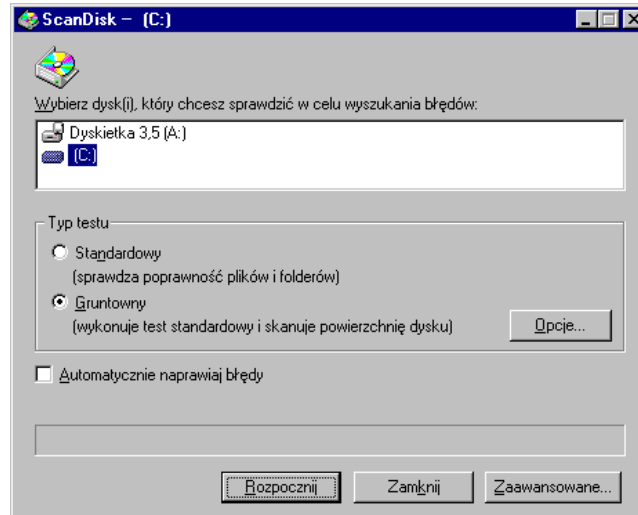 ScanDisk – (C:)
Wybierz dysk(i), który chcesz sprawdzić w celu wyszukania błędów:
Dyskietka 3,5 (A:)
(C:)
Typ testu
Standardowy
(sprawdza poprawność plików i folderów)
Gruntowny
(wykonuje test standardowy i skanuje powierzchnię dysku)
Opcje...
Automatycznie naprawiaj błędy
Rozpocznij Zamknij Zaawansowane...